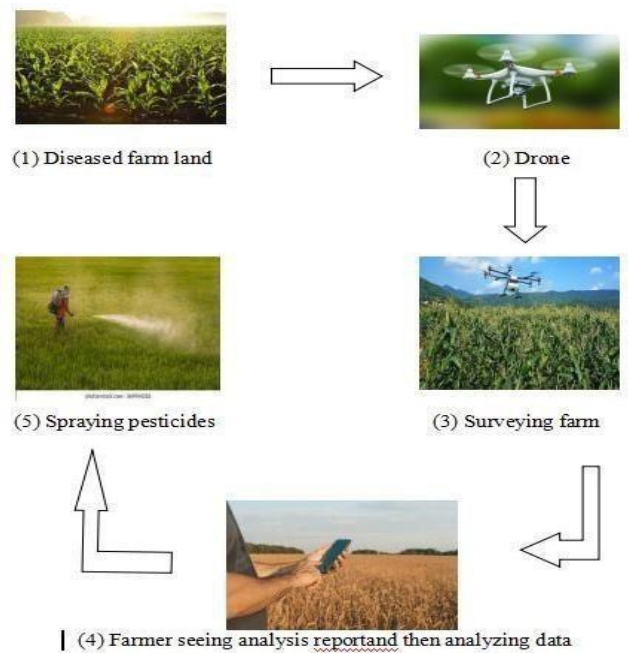 (1) Diseased farm land
(2) Drone
(5) Spraying pesticides
(3) Surveying farm
(4) Farmer seeing analysis reportand then analyzing data